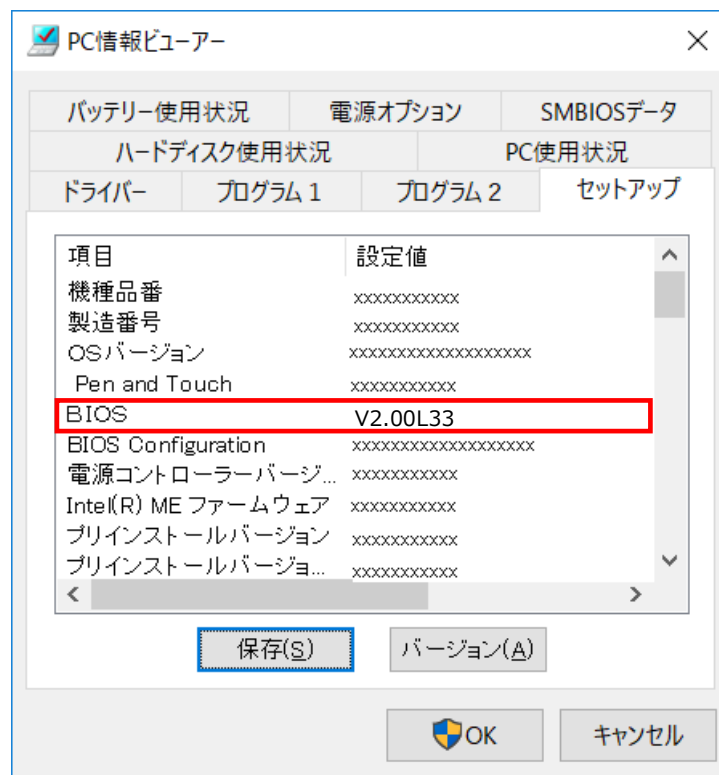 PC情報ビューアー
バッテリー使用状況 電源オプション SMBIOSデータ
ハードディスク使用状況 PC使用状況
ドライバー プログラム 1 プログラム 2 セットアップ
項目 設定値
機種品番 xxxxxxxxxxx
製造番号 xxxxxxxxxxx
OSバージョン xxxxxxxxxxxxxxxxxxx
Pen and Touch xxxxxxxxxxx
BIOS V2.00L33
BIOS Configuration xxxxxxxxxxxxxxxxxxx
電源コントローラーバージ... xxxxxxxxxxx
Intel(R) ME ファームウェア xxxxxxxxxxx
プリインストールバージョン xxxxxxxxxxx
プリインストールバージョ... xxxxxxxxxxx
保存(S) バージョン(A)
OK キャンセル